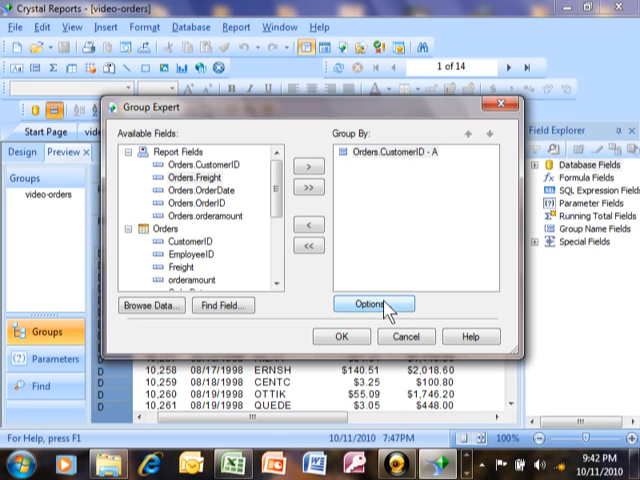 Crystal Reports - [video-orders]
File Edit View Insert Format Database Report Window Help
1 of 14
B I U
Start Page
Field Explorer
Design Preview
Groups
video-orders
Groups
Parameters
Find
Group Expert
Available Fields:
Group By:
Report Fields
Orders.CustomerID
Orders.Freight
Orders.OrderDate
Orders.OrderID
Orders.orderamount
Orders
CustomerID
EmployeeID
Freight
orderamount
>
>>
<
<<
Orders.CustomerID - A
Browse Data...
Find Field...
Options
OK
Cancel
Help
Database Fields
Formula Fields
SQL Expression Fields
Parameter Fields
Running Total Fields
Group Name Fields
Special Fields
D 10,258 08/17/1998 ERNSH $140.51 $2,018.60
D 10,259 08/18/1998 CENTC $3.25 $100.80
D 10,260 08/19/1998 OTTIK $55.09 $1,746.20
D 10,261 08/19/1998 QUEDE $3.05 $448.00
For Help, press F1
10/11/2010 7:47PM
100%
9:42 PM
10/11/2010